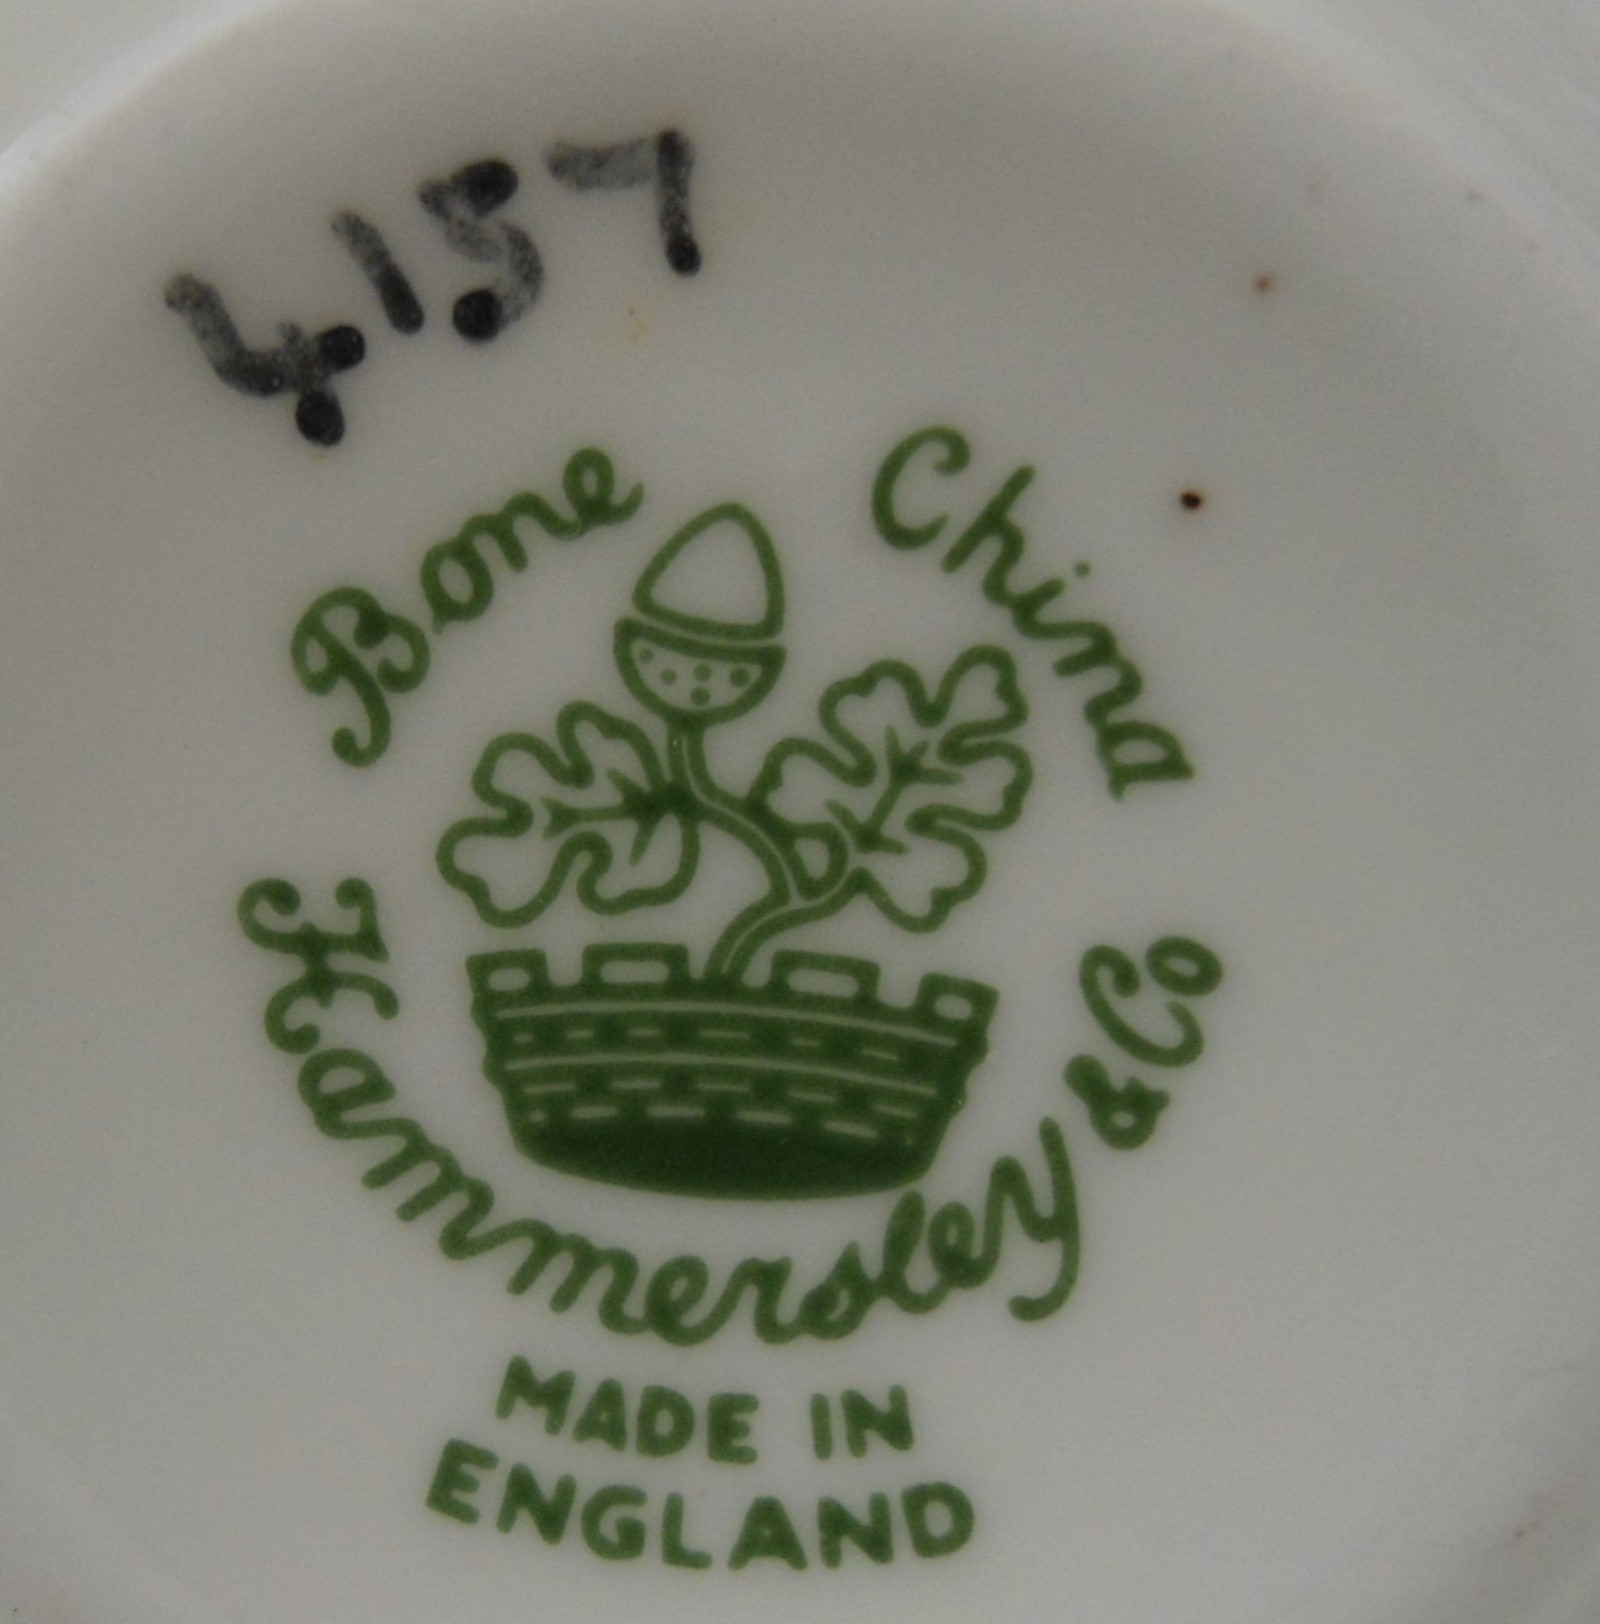 4157
Bone China
Hammersley & Co
MADE IN
ENGLAND